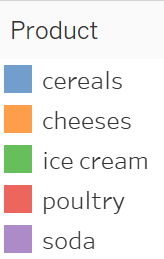 Product
cereals
cheeses
ice cream
poultry
soda